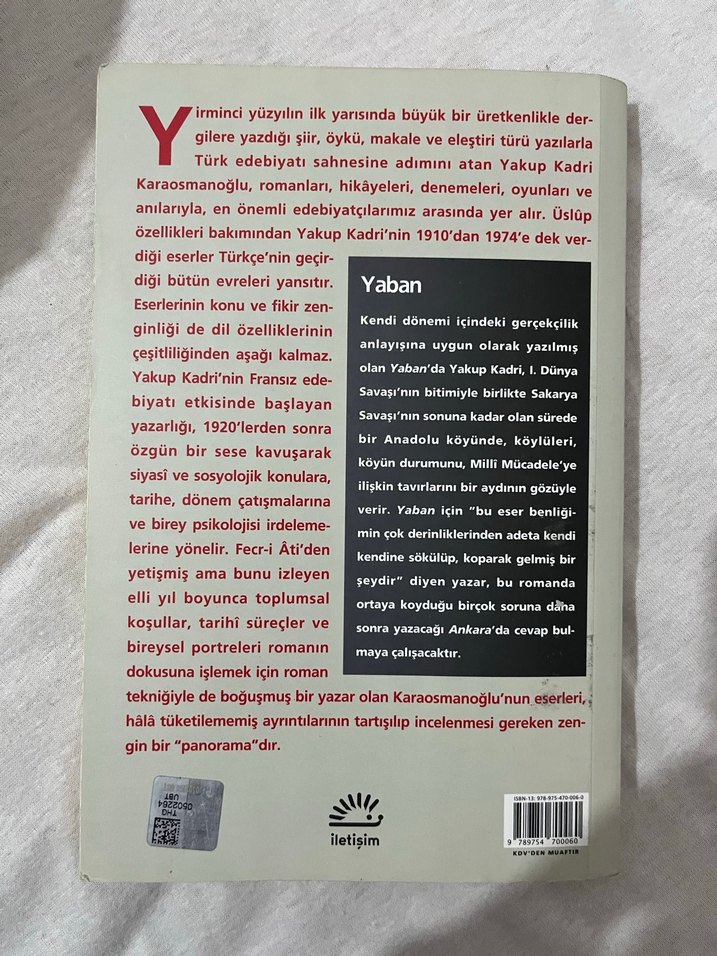 Yirminci yüzyılın ilk yarısında büyük bir üretkenlikle der-
gilere yazdığı şiir, öykü, makale ve eleştiri türü yazılarla
Türk edebiyatı sahnesine adımını atan Yakup Kadri
Karaosmanoğlu, romanları, hikâyeleri, denemeleri, oyunları ve
anılarıyla, en önemli edebiyatçılarımız arasında yer alır. Üslûp
özellikleri bakımından Yakup Kadri'nin 1910'dan 1974'e dek ver-
diği eserler Türkçe'nin geçir-
diği bütün evreleri yansıtır.
Eserlerinin konu ve fikir zen-
ginliği de dil özelliklerinin
çeşitliliğinden aşağı kalmaz.
Yakup Kadri'nin Fransız ede-
biyatı etkisinde başlayan
yazarlığı, 1920'lerden sonra
özgün bir sese kavuşarak
siyasî ve sosyolojik konulara,
tarihe, dönem çatışmalarına
ve birey psikolojisi irdeleme-
lerine yönelir. Fecr-i Âti'den
yetişmiş ama bunu izleyen
elli yıl boyunca toplumsal
koşullar, tarihî süreçler ve
bireysel portreleri romanın
dokusuna işlemek için roman
tekniğiyle de boğuşmuş bir yazar olan Karaosmanoğlu'nun eserleri,
hâlâ tüketilememiş ayrıntılarının tartışılıp incelenmesi gereken zen-
gin bir "panorama"dır.
Yaban
Kendi dönemi içindeki gerçekçilik
anlayışına uygun olarak yazılmış
olan Yaban'da Yakup Kadri, I. Dünya
Savaşı'nın bitimiyle birlikte Sakarya
Savaşı'nın sonuna kadar olan sürede
bir Anadolu köyünde, köylüleri,
köyün durumunu, Millî Mücadele'ye
ilişkin tavırlarını bir aydının gözüyle
verir. Yaban için "bu eser benliği-
min çok derinliklerinden adeta kendi
kendine sökülüp, koparak gelmiş bir
şeydir" diyen yazar, bu romanda
ortaya koyduğu birçok soruna daha
sonra yazacağı Ankara'da cevap bul-
maya çalışacaktır.
THG
0502264
UBT
iletişim
ISBN-13: 978-975-470-006-0
9 789754 700060
KDV'DEN MUAFTIR